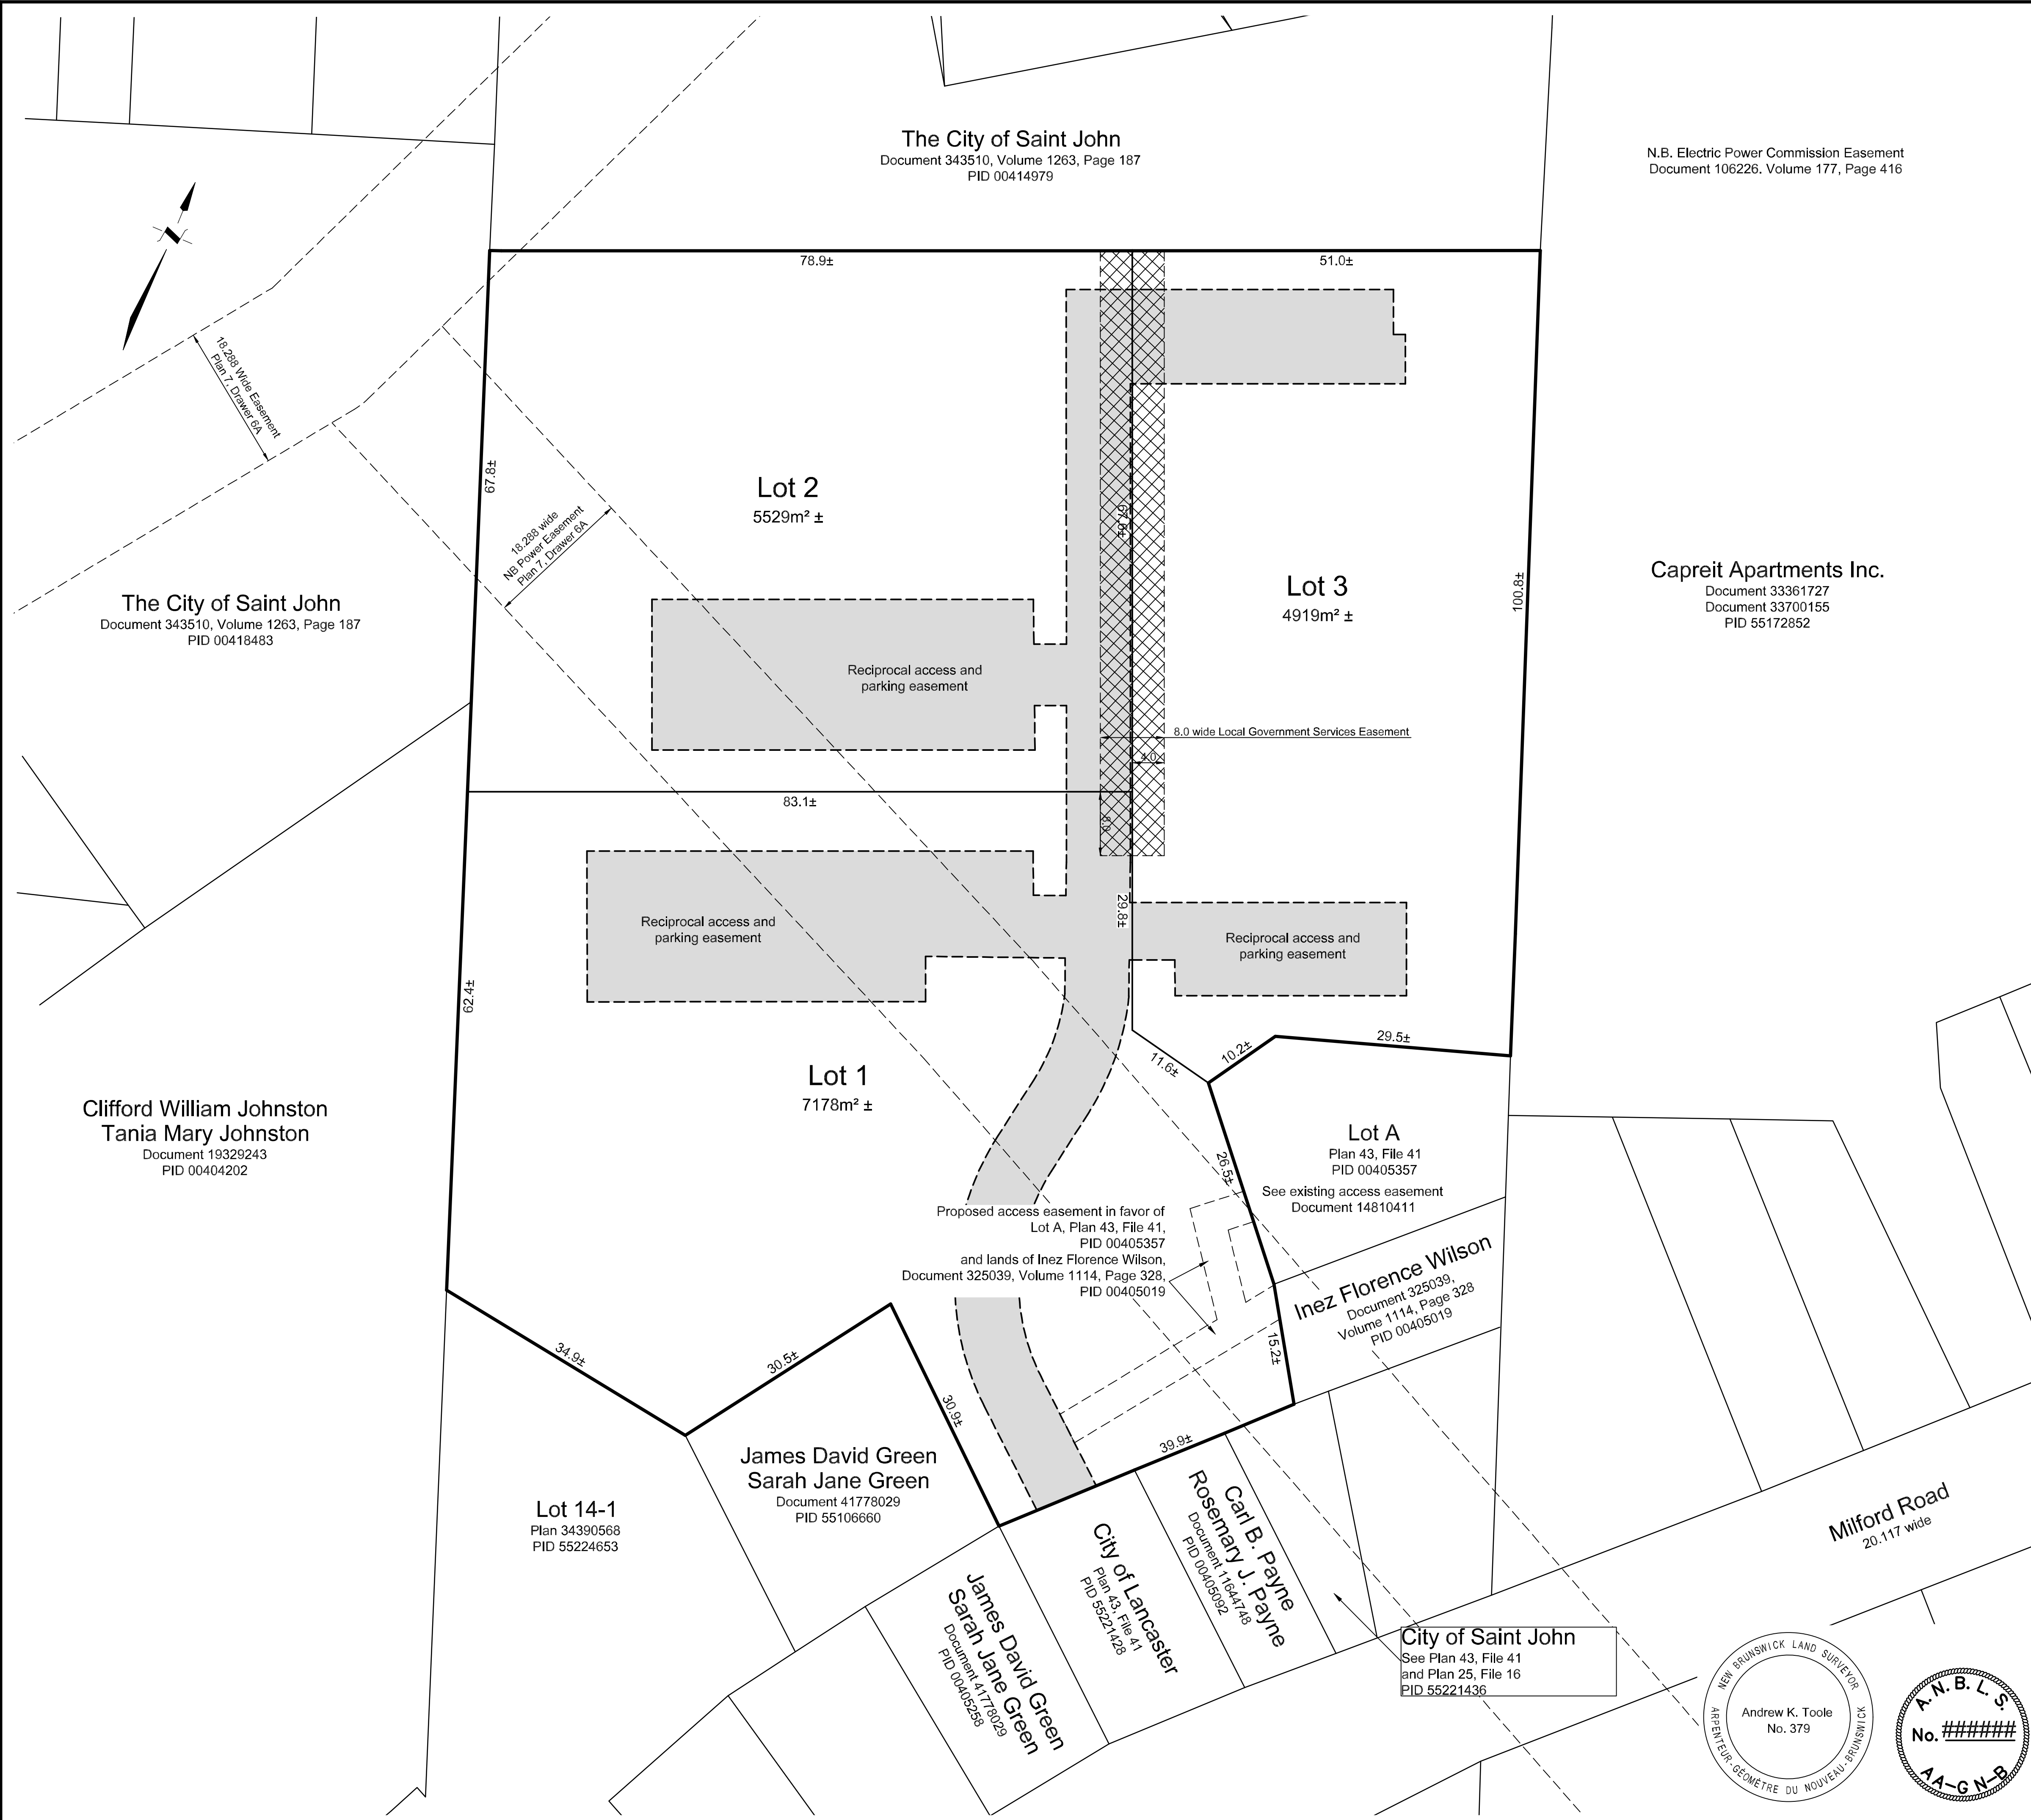 The City of Saint John
Document 343510, Volume 1263, Page 187
PID 00414979
N.B. Electric Power Commission Easement
Document 106226. Volume 177, Page 416
N
78.9±
51.0±
18.288 Wide Easement
Plan 7, Drawer 6A
67.8±
Lot 2
5529m² ±
67.6±
18.288 wide
NB Power Easement
Plan 7, Drawer 6A
Lot 3
4919m² ±
100.8±
Capreit Apartments Inc.
Document 33361727
Document 33700155
PID 55172852
The City of Saint John
Document 343510, Volume 1263, Page 187
PID 00418483
Reciprocal access and
parking easement
8.0 wide Local Government Services Easement
4.0
83.1±
8.0
Reciprocal access and
parking easement
29.8±
Reciprocal access and
parking easement
62.4±
11.6±
10.2±
29.5±
Lot 1
7178m² ±
Clifford William Johnston
Tania Mary Johnston
Document 19329243
PID 00404202
26.5±
Lot A
Plan 43, File 41
PID 00405357
See existing access easement
Document 14810411
Proposed access easement in favor of
Lot A, Plan 43, File 41,
PID 00405357
and lands of Inez Florence Wilson,
Document 325039, Volume 1114, Page 328,
PID 00405019
Inez Florence Wilson
Document 325039,
Volume 1114, Page 328
PID 00405019
34.9±
30.5±
30.9±
15.2±
39.9±
James David Green
Sarah Jane Green
Document 41778029
PID 55106660
Lot 14-1
Plan 34390568
PID 55224653
James David Green
Sarah Jane Green
Document 41778029
PID 00405258
City of Lancaster
Plan 43, File 41
PID 55221428
Carl B. Payne
Rosemary J. Payne
Document 11644748
PID 00405092
Milford Road
20.117 wide
City of Saint John
See Plan 43, File 41
and Plan 25, File 16
PID 55221436
NEW BRUNSWICK LAND SURVEYOR
Andrew K. Toole
No. 379
ARPENTEUR-GÉOMÈTRE DU NOUVEAU-BRUNSWICK
A. N. B. L. S.
No. ######
A A-G N-B